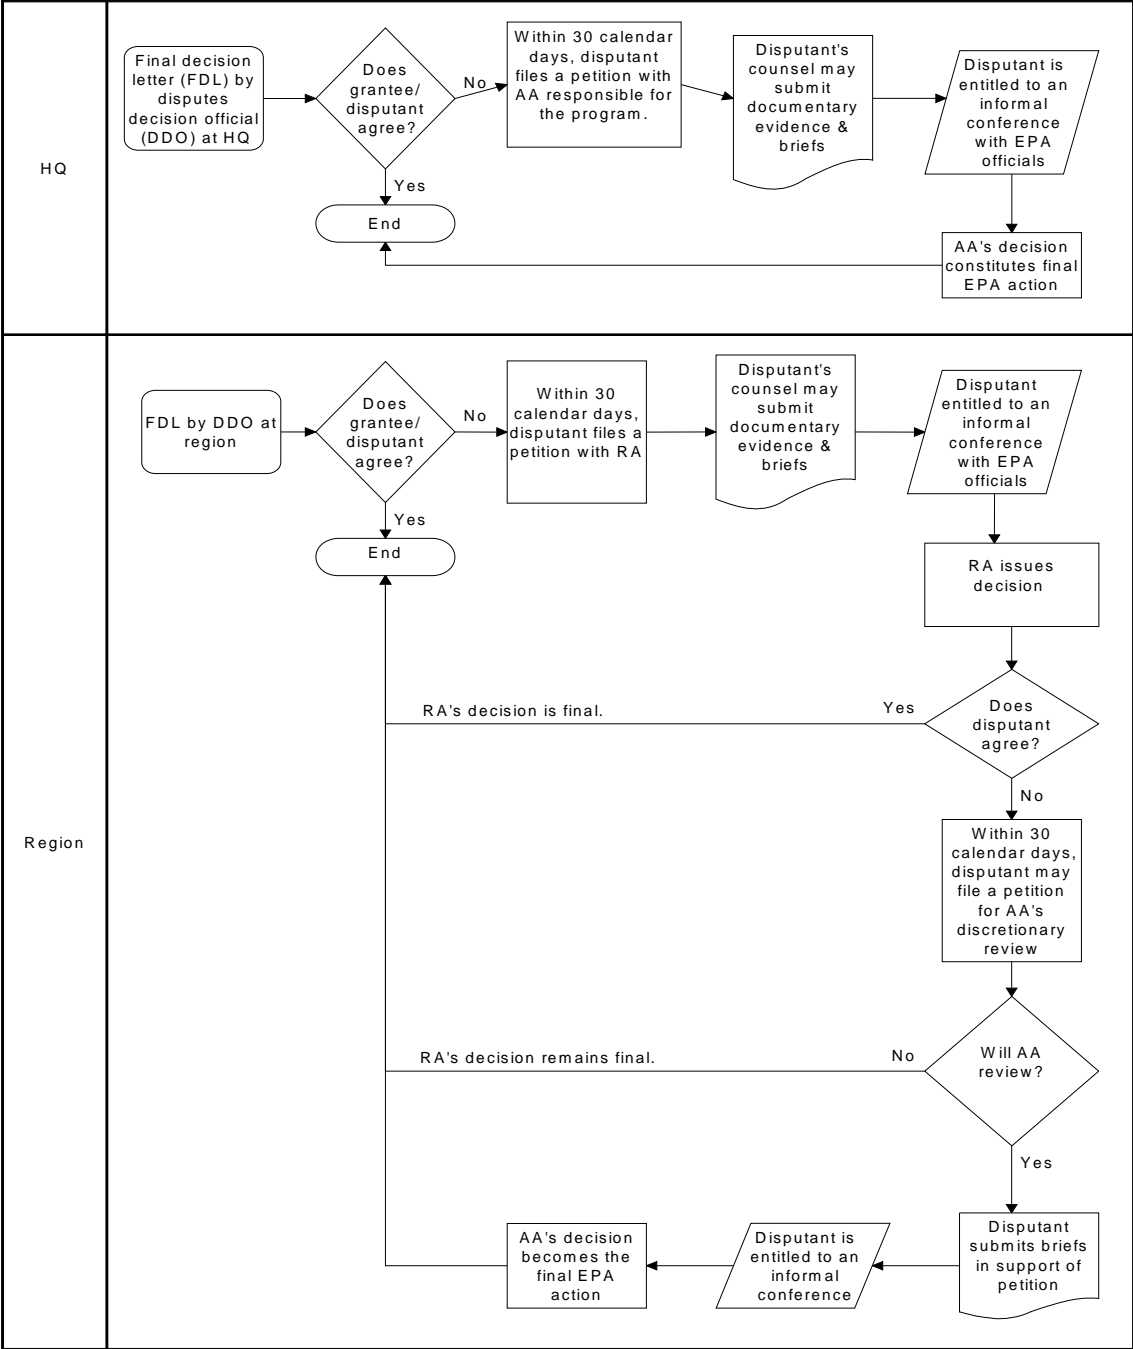 HQ
Final decision
letter (FDL) by
disputes
decision official
(DDO) at HQ
Does
grantee/
disputant
agree?
No
Yes
End
Within 30 calendar
days, disputant
files a petition with
AA responsible for
the program.
Disputant's
counsel may
submit
documentary
evidence &
briefs
Disputant is
entitled to an
informal
conference
with EPA
officials
AA's decision
constitutes final
EPA action
Region
FDL by DDO at
region
Does
grantee/
disputant
agree?
No
Yes
End
Within 30
calendar days,
disputant files a
petition with RA
Disputant's
counsel may
submit
documentary
evidence &
briefs
Disputant
entitled to an
informal
conference
with EPA
officials
RA issues
decision
Does
disputant
agree?
Yes
RA's decision is final.
No
Within 30
calendar days,
disputant may
file a petition
for AA's
discretionary
review
Will AA
review?
No
RA's decision remains final.
Yes
Disputant
submits briefs
in support of
petition
Disputant is
entitled to an
informal
conference
AA's decision
becomes the
final EPA
action